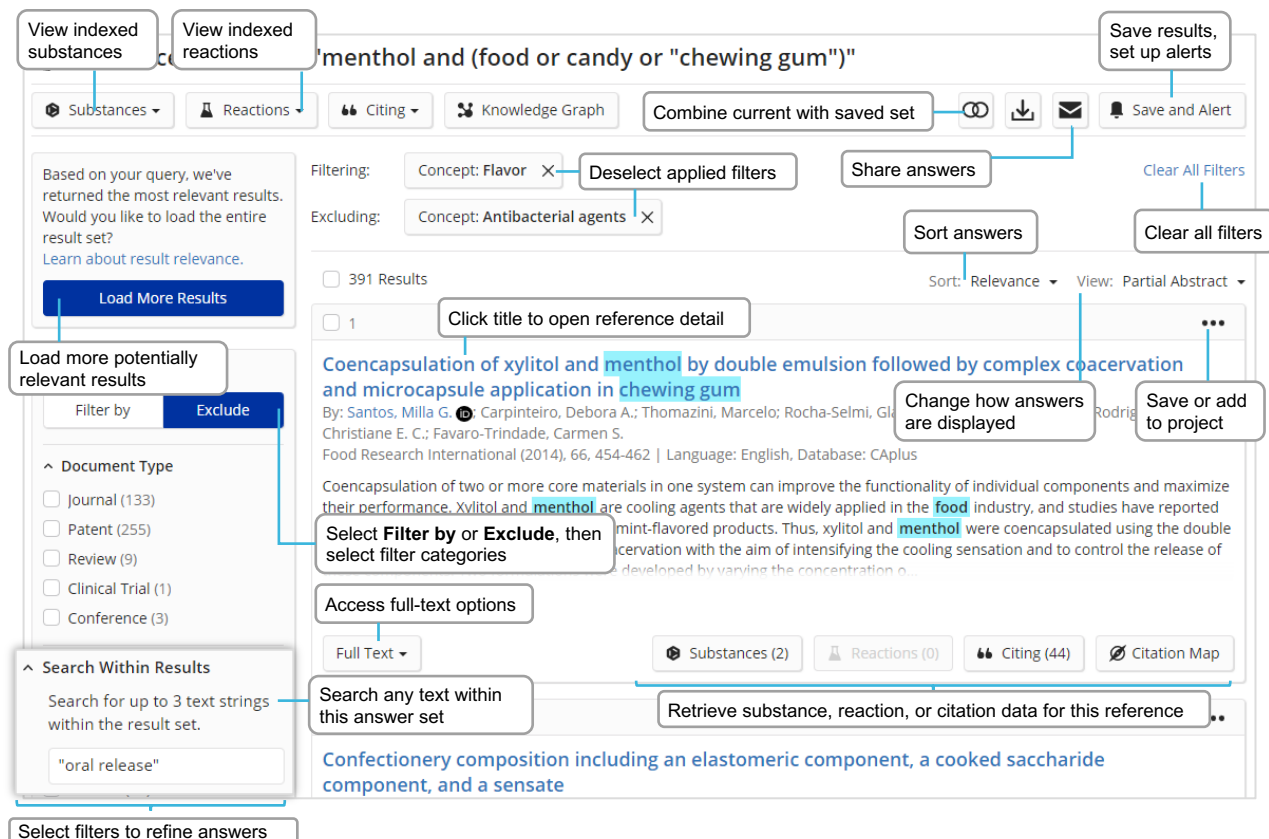 View indexed
substances
View indexed
reactions
Save results,
set up alerts
"menthol and (food or candy or "chewing gum")"
Substances
Reactions
Citing
Knowledge Graph
Combine current with saved set
Save and Alert
Based on your query, we've
returned the most relevant results.
Would you like to load the entire
result set?
Learn about result relevance.
Load More Results
Filtering: Concept: Flavor
Deselect applied filters
Share answers
Clear All Filters
Excluding: Concept: Antibacterial agents
Sort answers
Clear all filters
391 Results
Sort: Relevance View: Partial Abstract
1
Click title to open reference detail
Load more potentially
relevant results
Coencapsulation of xylitol and menthol by double emulsion followed by complex coacervation
and microcapsule application in chewing gum
By: Santos, Milla G.; Carpinteiro, Debora A.; Thomazini, Marcelo; Rocha-Selmi,
Christiane E. C.; Favaro-Trindade, Carmen S.
Food Research International (2014), 66, 454-462 | Language: English, Database: CAplus
Change how answers
are displayed
Save or add
to project
Filter by
Exclude
Document Type
Journal (133)
Patent (255)
Review (9)
Clinical Trial (1)
Conference (3)
Coencapsulation of two or more core materials in one system can improve the functionality of individual components and maximize
their performance. Xylitol and menthol are cooling agents that are widely applied in the food industry, and studies have reported
mint-flavored products. Thus, xylitol and menthol were coencapsulated using the double
with the aim of intensifying the cooling sensation and to control the release of
developed by varying the concentration o...
Select Filter by or Exclude, then
select filter categories
Access full-text options
Full Text
Substances (2)
Reactions (0)
Citing (44)
Citation Map
Search Within Results
Search for up to 3 text strings
within the result set.
"oral release"
Search any text within
this answer set
Retrieve substance, reaction, or citation data for this reference
Confectionery composition including an elastomeric component, a cooked saccharide
component, and a sensate
Select filters to refine answers